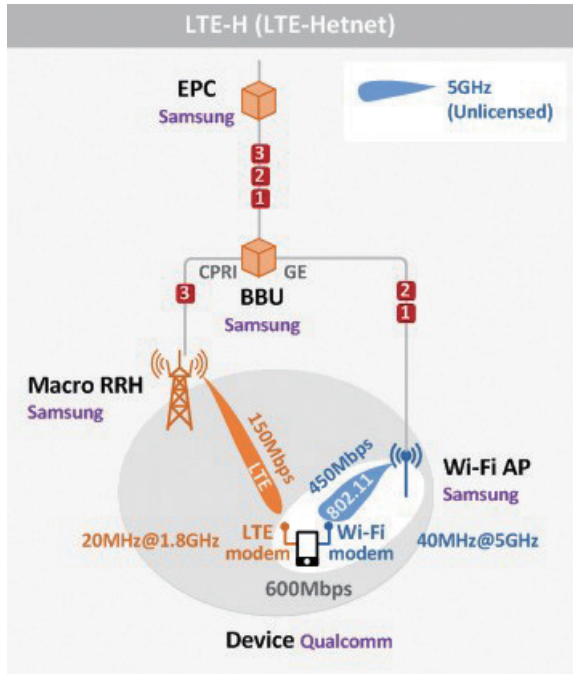 LTE-H (LTE-Hetnet)
EPC
Samsung
5GHz
(Unlicensed)
3
2
1
CPRI
GE
BBU
Samsung
3
2
1
Macro RRH
Samsung
150Mbps
LTE
450Mbps
802.11
Wi-Fi AP
Samsung
20MHz@1.8GHz
LTE
modem
Wi-Fi
modem
40MHz@5GHz
600Mbps
Device Qualcomm